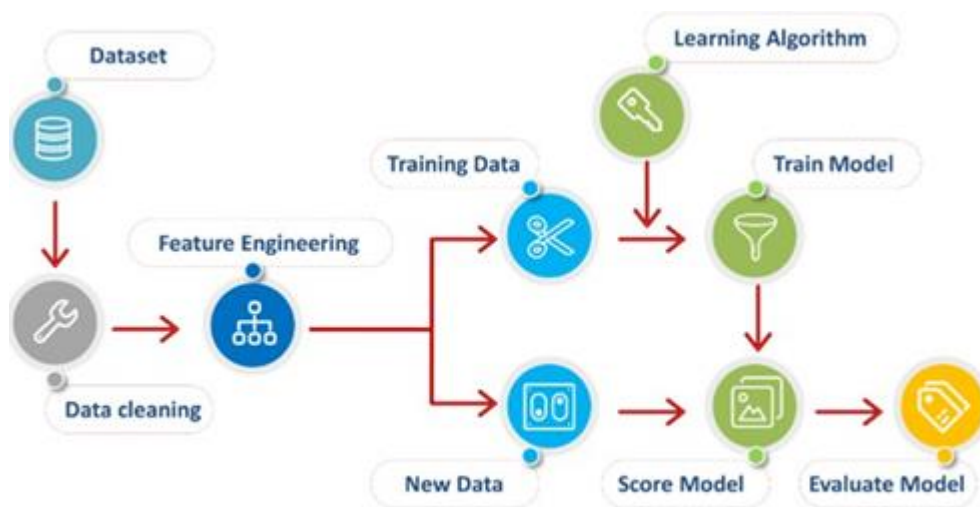 Dataset
Learning Algorithm
Training Data
Train Model
Feature Engineering
Data cleaning
New Data
Score Model
Evaluate Model